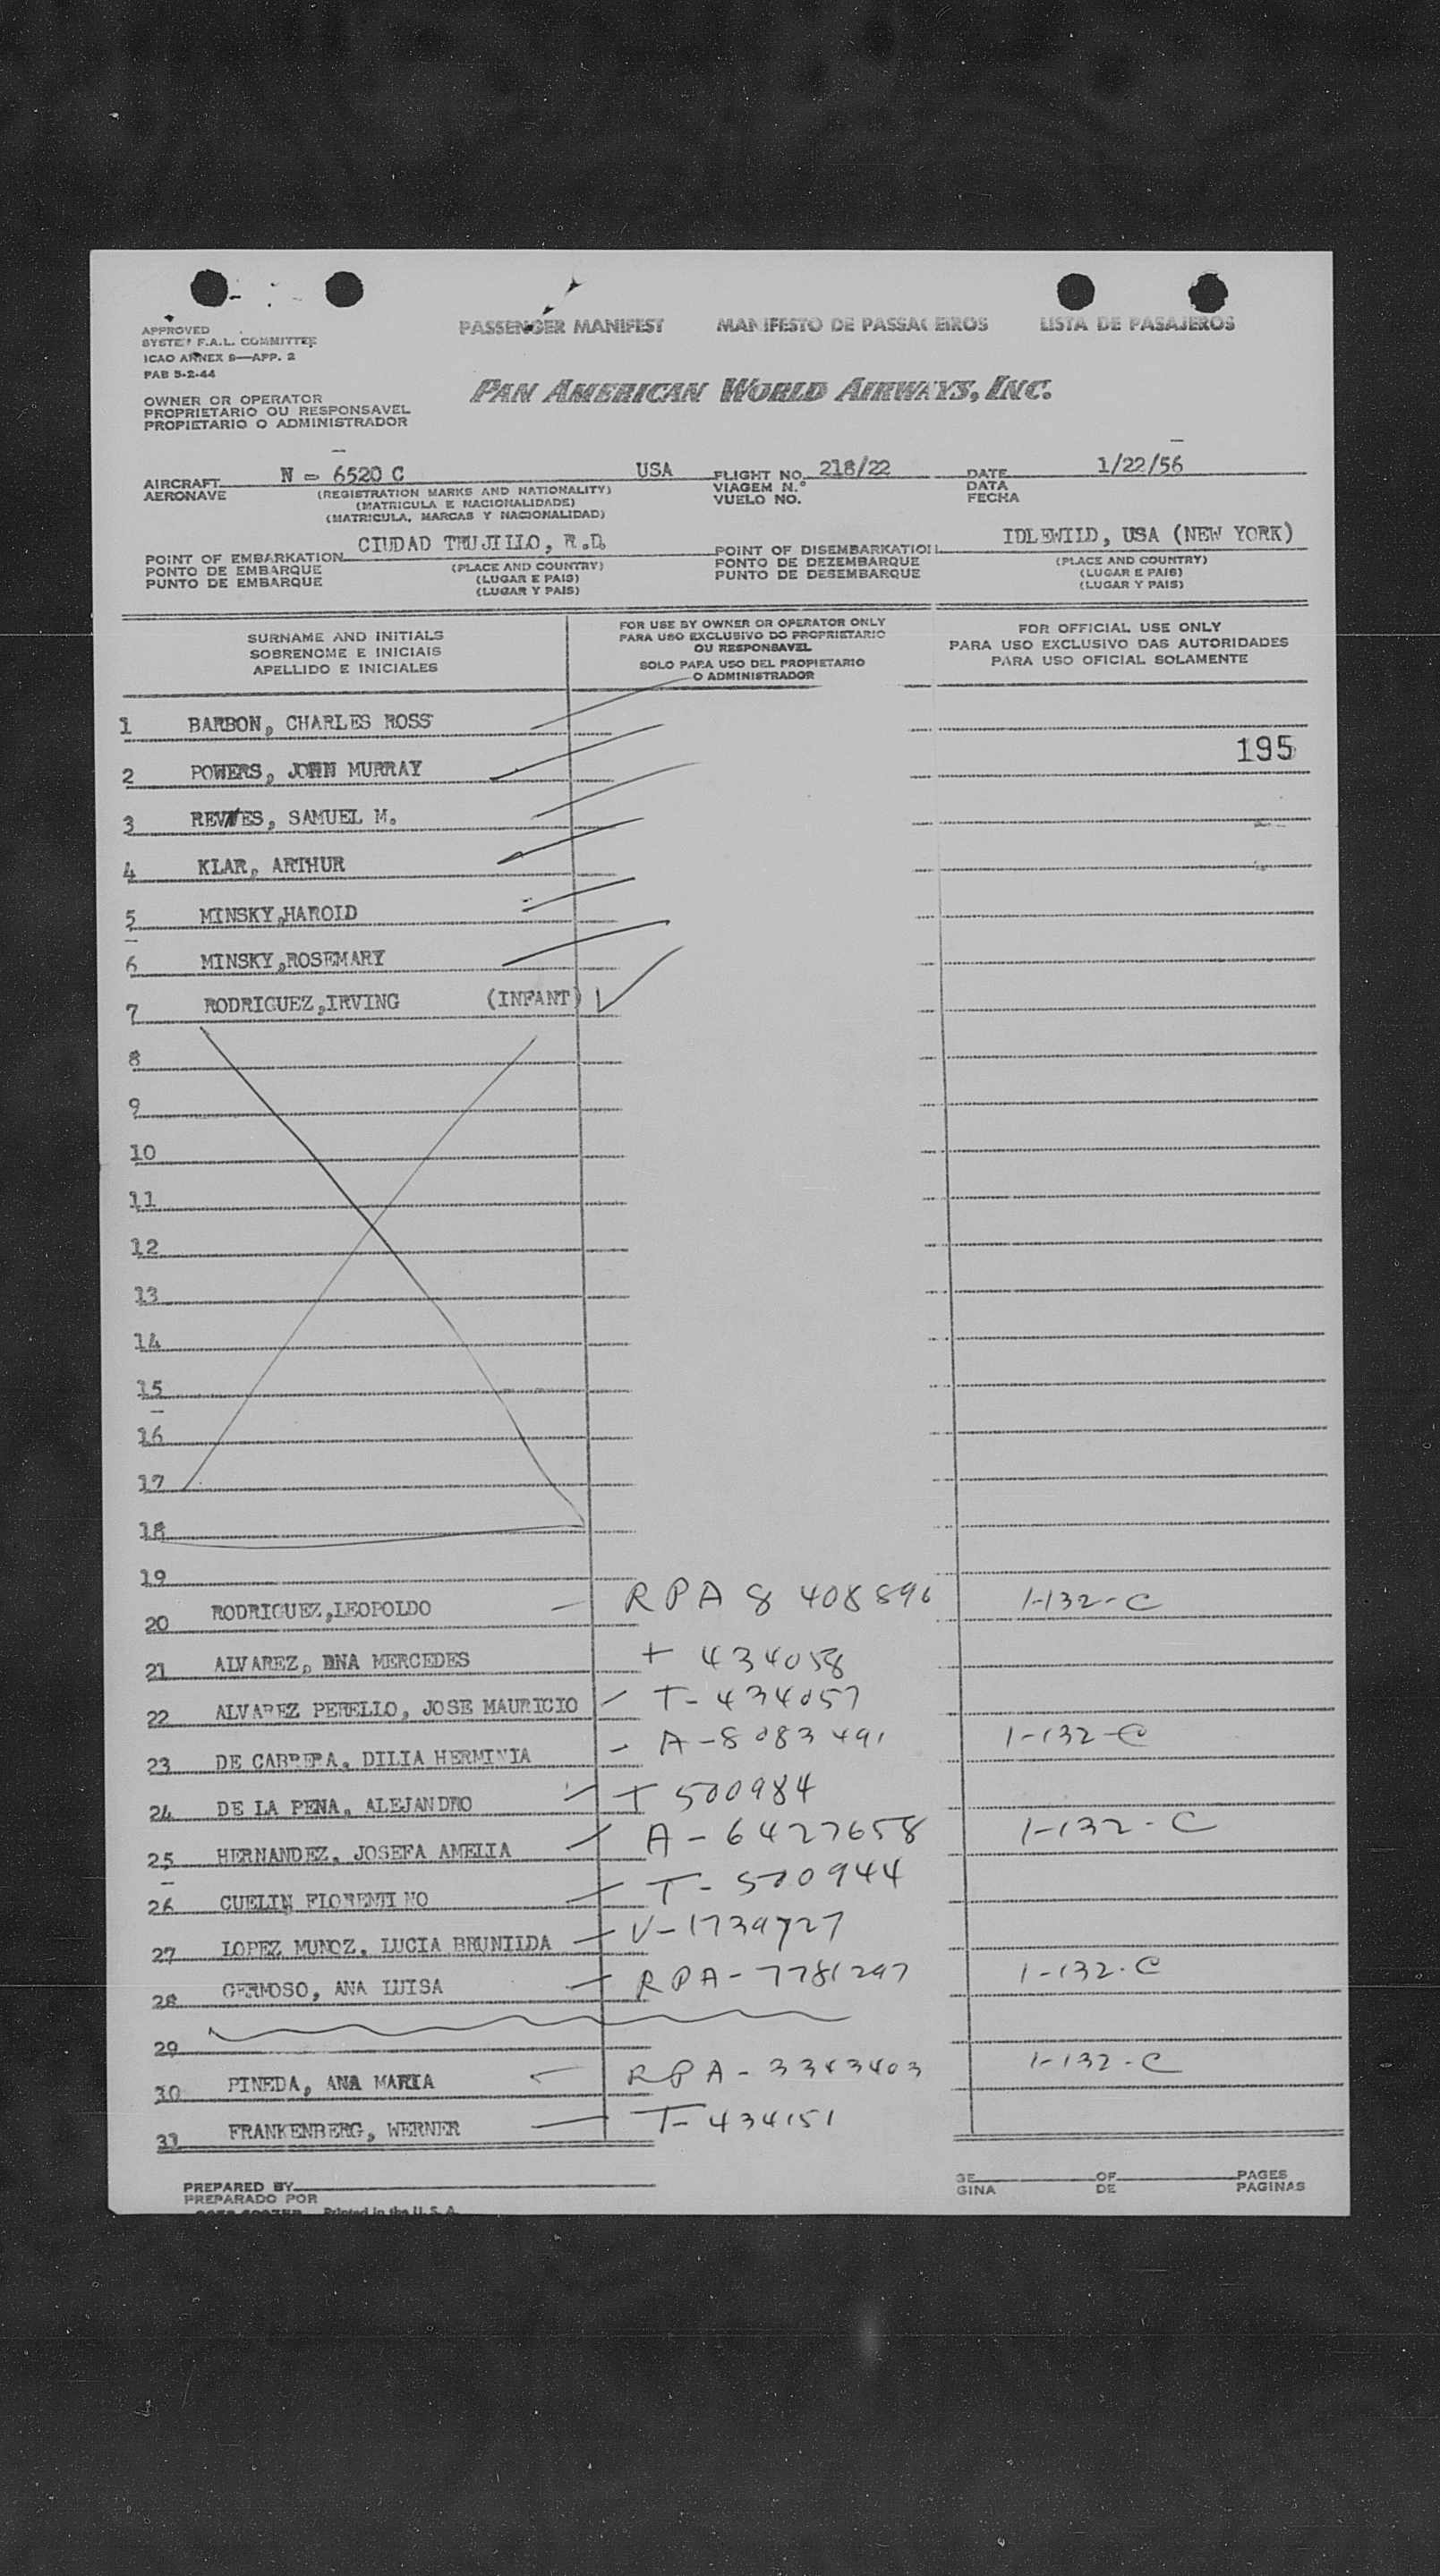 PASSENGER MANIFEST MANIFESTO DE PASSAGEIROS LISTA DE PASAJEROS
APPROVED
SYSTEM F.A.L. COMMITTEE
ICAO ANNEX 9—APP. 2
PAB 5-2-44
PAN AMERICAN WORLD AIRWAYS, INC.
OWNER OR OPERATOR
PROPRIETARIO OU RESPONSAVEL
PROPIETARIO O ADMINISTRADOR
AIRCRAFT N - 6520 C USA FLIGHT NO. 218/22 DATE 1/22/56
AERONAVE (REGISTRATION MARKS AND NATIONALITY) VIAGEM N.° DATA
(MATRICULA E NACIONALIDADE) VUELO NO. FECHA
(MATRICULA, MARCAS Y NACIONALIDAD)
POINT OF EMBARKATION CIUDAD TRUJILLO, R.D. POINT OF DISEMBARKATION IDLEWILD, USA (NEW YORK)
PONTO DE EMBARQUE (PLACE AND COUNTRY) PONTO DE DEZEMBARQUE (PLACE AND COUNTRY)
PUNTO DE EMBARQUE (LUGAR E PAIS) PUNTO DE DESEMBARQUE (LUGAR E PAIS)
(LUGAR Y PAIS) (LUGAR Y PAIS)
SURNAME AND INITIALS
SOBRENOME E INICIAIS
APELLIDO E INICIALES
FOR USE BY OWNER OR OPERATOR ONLY
PARA USO EXCLUSIVO DO PROPRIETARIO
OU RESPONSAVEL
SOLO PARA USO DEL PROPIETARIO
O ADMINISTRADOR
FOR OFFICIAL USE ONLY
PARA USO EXCLUSIVO DAS AUTORIDADES
PARA USO OFICIAL SOLAMENTE
1 BARBON, CHARLES ROSS
195
2 POWERS, JOHN MURRAY
3 REVNES, SAMUEL M.
4 KLAR, ARTHUR
5 MINSKY,HAROLD
6 MINSKY,ROSEMARY
7 RODRIGUEZ,IRVING (INFANT)
8
9
10
11
12
13
14
15
16
17
18
19
20 RODRIGUEZ,LEOPOLDO RPA 8 408896 1-132-C
21 ALVAREZ, MERCEDES 434058
22 ALVAREZ PERELLO, JOSE MAURICIO T-434057
23 DE CABRERA, DILIA HERMINIA A-8083491 1-132-C
24 DE LA PENA, ALEJANDRO T 500984
25 HERNANDEZ, JOSEFA AMELIA A-6427658 1-132-C
26 CUELIN FIORENTINO T-500944
27 LOPEZ MUNOZ, LUCIA BRUNILDA V-1739727
28 GERMOSO, ANA LUISA RPA-7781297 1-132-C
29
30 PINEDA, ANA MARIA RPA-3343403 1-132-C
31 FRANKENBERG, WERNER T-434151
PREPARED BY
PREPARADO POR
Printed in the U.S.A.
GE OF PAGES
GINA DE PAGINAS